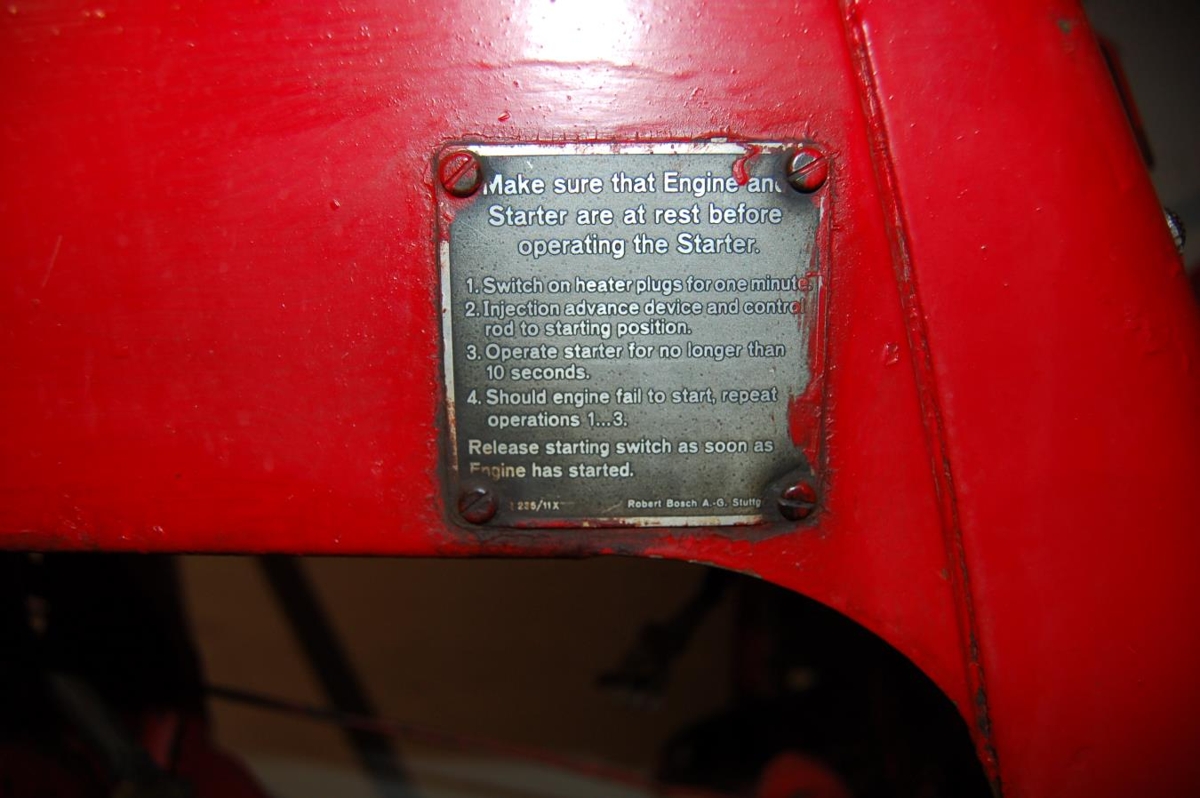 Make sure that Engine and
Starter are at rest before
operating the Starter.
1. Switch on heater plugs for one minute.
2. Injection advance device and control
rod to starting position.
3. Operate starter for no longer than
10 seconds.
4. Should engine fail to start, repeat
operations 1...3.
Release starting switch as soon as
Engine has started.
/11X Robert Bosch A.-G. Stuttg